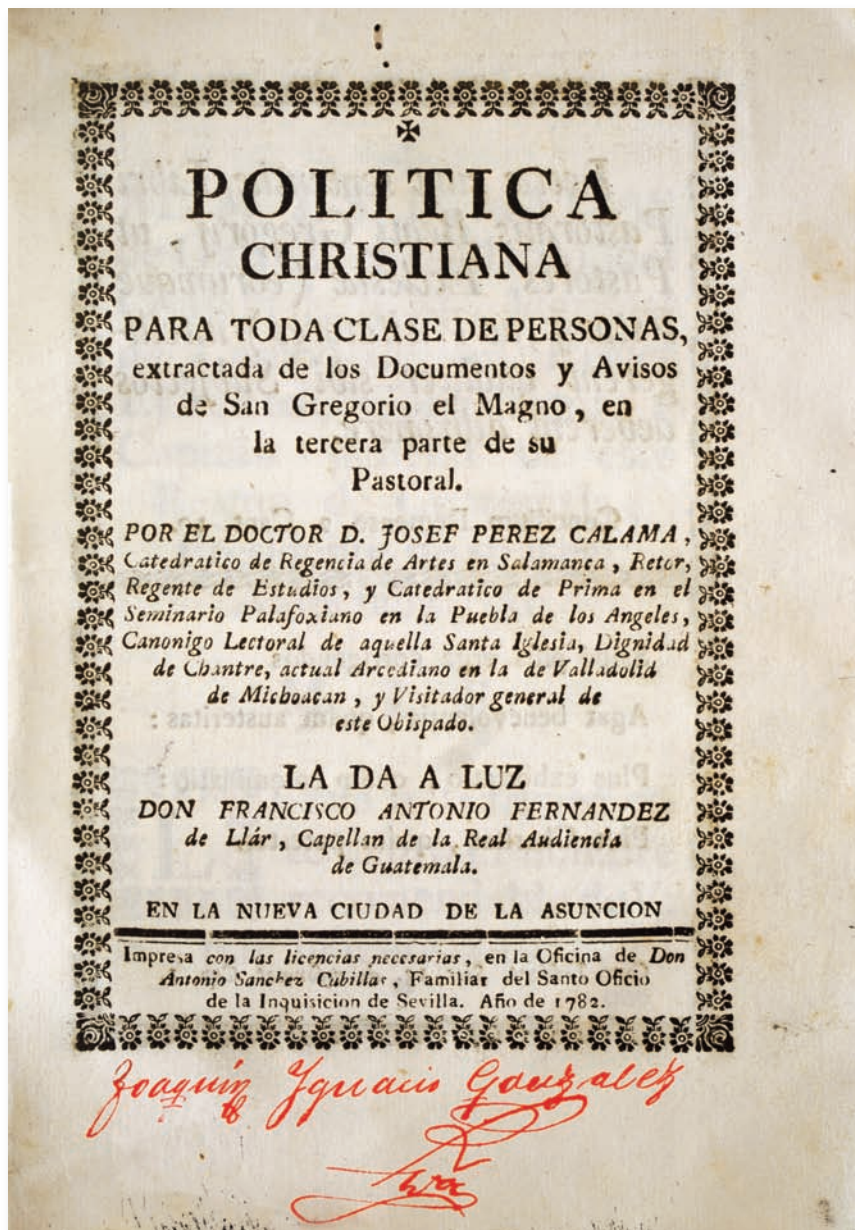 POLITICA
CHRISTIANA
PARA TODA CLASE DE PERSONAS,
extractada de los Documentos y Avisos
de San Gregorio el Magno, en
la tercera parte de su
Pastoral.
POR EL DOCTOR D. JOSEF PEREZ CALAMA,
Catedratico de Regencia de Artes en Salamanca, Retor,
Regente de Estudios, y Catedratico de Prima en el
Seminario Palafoxiano en la Puebla de los Angeles,
Canonigo Lectoral de aquella Santa Iglesia, Dignidad
de Chantre, actual Arcediano en la de Valladolid
de Michoacan, y Visitador general de
este Obispado.
LA DA A LUZ
DON FRANCISCO ANTONIO FERNANDEZ
de Llár, Capellan de la Real Audiencia
de Guatemala.
EN LA NUEVA CIUDAD DE LA ASUNCION
Impresa con las licencias necesarias, en la Oficina de Don
Antonio Sanchez Cubillas, Familiar del Santo Oficio
de la Inquisicion de Sevilla. Año de 1782.
Joaquín Ygnacio Gonzalez